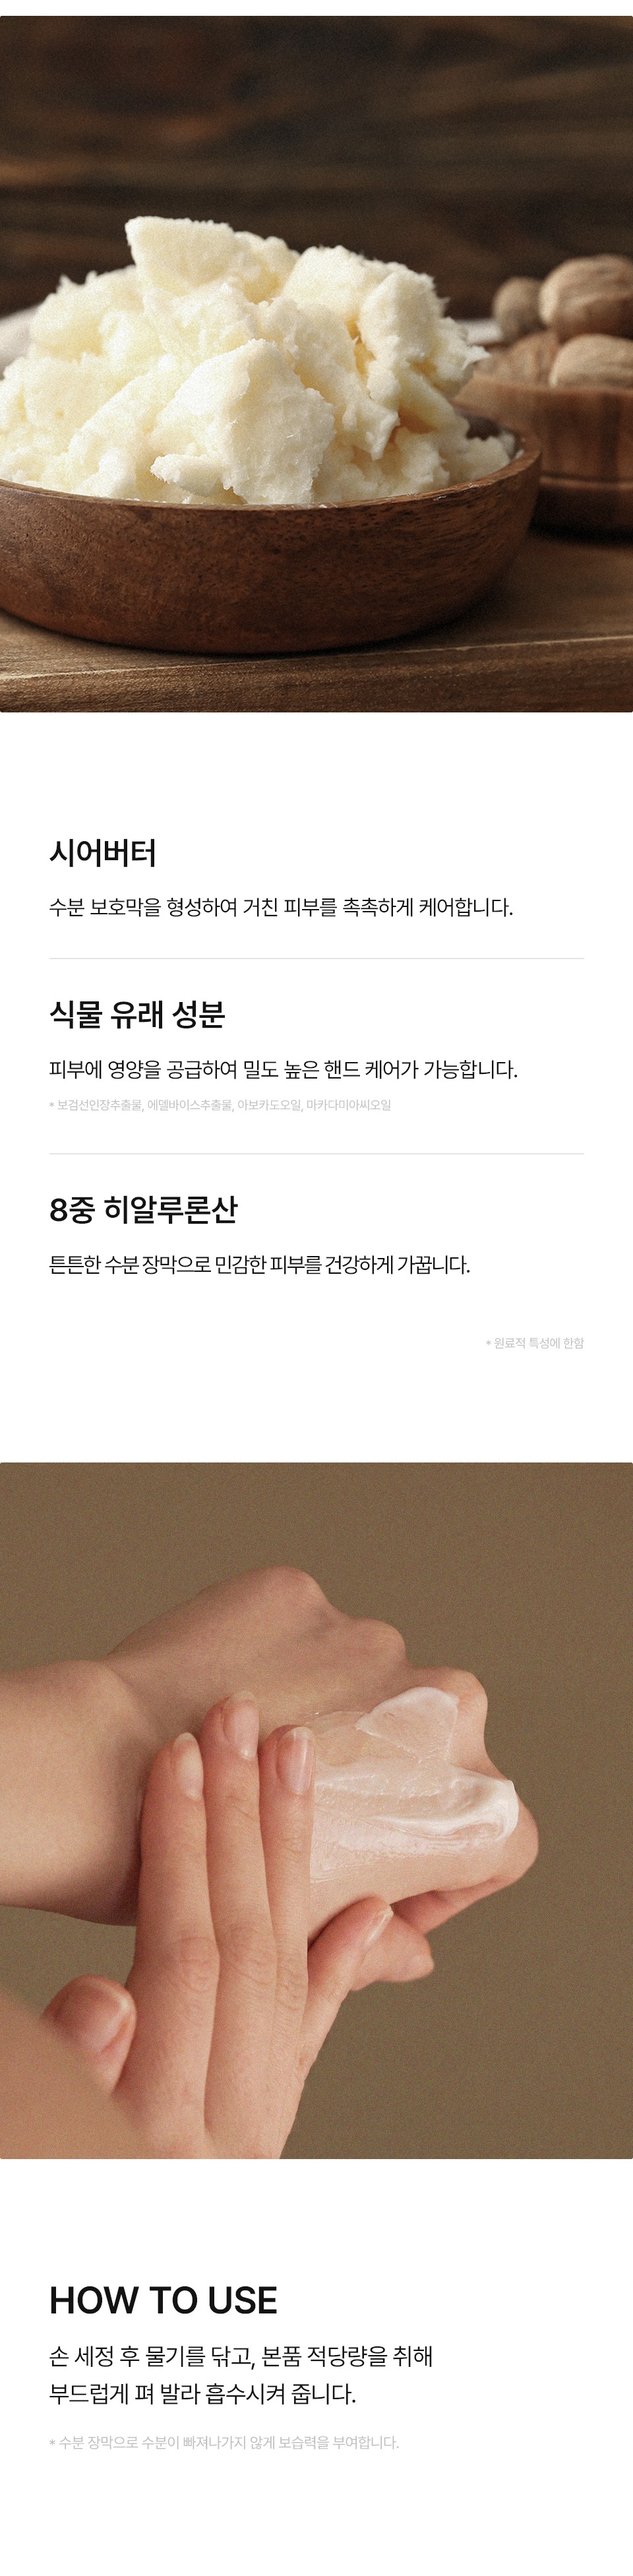 시어버터
수분 보호막을 형성하여 거친 피부를 촉촉하게 케어합니다.
식물 유래 성분
피부에 영양을 공급하여 밀도 높은 핸드 케어가 가능합니다.
* 보검선인장추출물, 에델바이스추출물, 아보카도오일, 마카다미아씨오일
8중 히알루론산
튼튼한 수분 장막으로 민감한 피부를 건강하게 가꿉니다.
* 원료적 특성에 한함
HOW TO USE
손 세정 후 물기를 닦고, 본품 적당량을 취해
부드럽게 펴 발라 흡수시켜 줍니다.
* 수분 장막으로 수분이 빠져나가지 않게 보습력을 부여합니다.